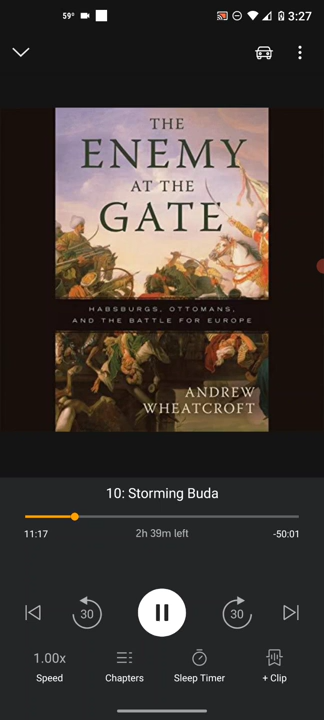 59° 3:27
THE
ENEMY
AT THE
GATE
HABSBURGS, OTTOMANS,
AND THE BATTLE FOR EUROPE
ANDREW
WHEATCROFT
10: Storming Buda
11:17 2h 39m left -50:01
30 30
1.00x
Speed Chapters Sleep Timer + Clip